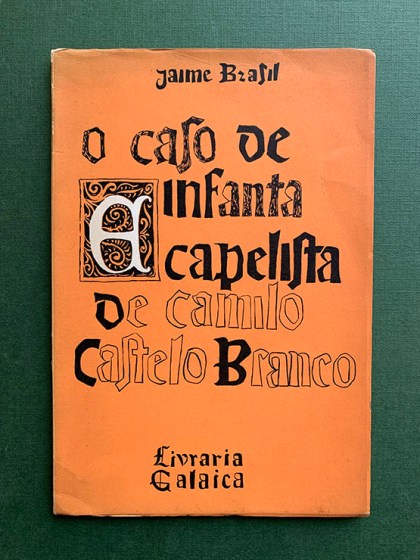 Jaime Brasil
o caso de
A infanta
capelista
De camilo
Castelo Branco
Livraria
Galaica